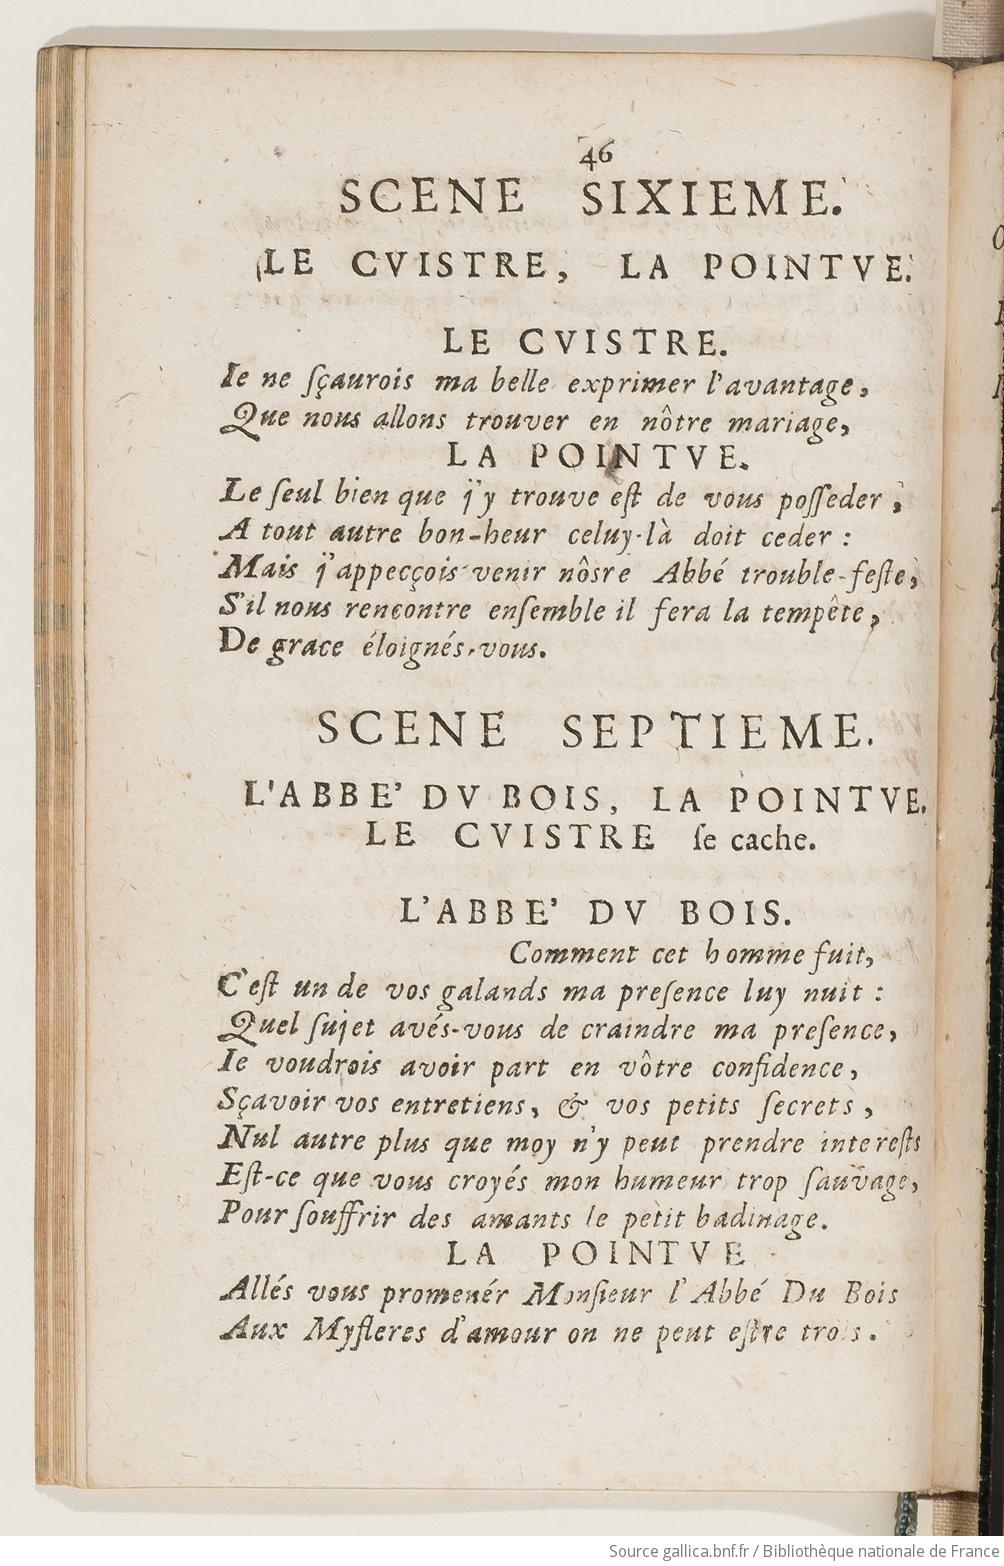 46
SCENE SIXIEME.
LE CVISTRE, LA POINTVE.
LE CVISTRE.
Ie ne sçaurois ma belle exprimer l'avantage,
Que nous allons trouver en nôtre mariage,
LA POINTVE.
Le seul bien que j'y trouve est de vous posseder,
A tout autre bon-heur celuy-là doit ceder :
Mais j'appecçois venir nôsre Abbé trouble-feste,
S'il nous rencontre ensemble il fera la tempête,
De grace éloignés-vous.
SCENE SEPTIEME.
L'ABBE' DV BOIS, LA POINTVE.
LE CVISTRE se cache.
L'ABBE' DV BOIS.
Comment cet homme fuit,
C'est un de vos galands ma presence luy nuit :
Quel sujet avés-vous de craindre ma presence,
Ie voudrois avoir part en vôtre confidence,
Sçavoir vos entretiens, & vos petits secrets,
Nul autre plus que moy n'y peut prendre interests
Est-ce que vous croyés mon humeur trop sauvage,
Pour souffrir des amants le petit badinage.
LA POINTVE
Allés vous promenér Monsieur l'Abbé Du Bois
Aux Mysteres d'amour on ne peut estre trois.
Source gallica.bnf.fr / Bibliothèque nationale de France